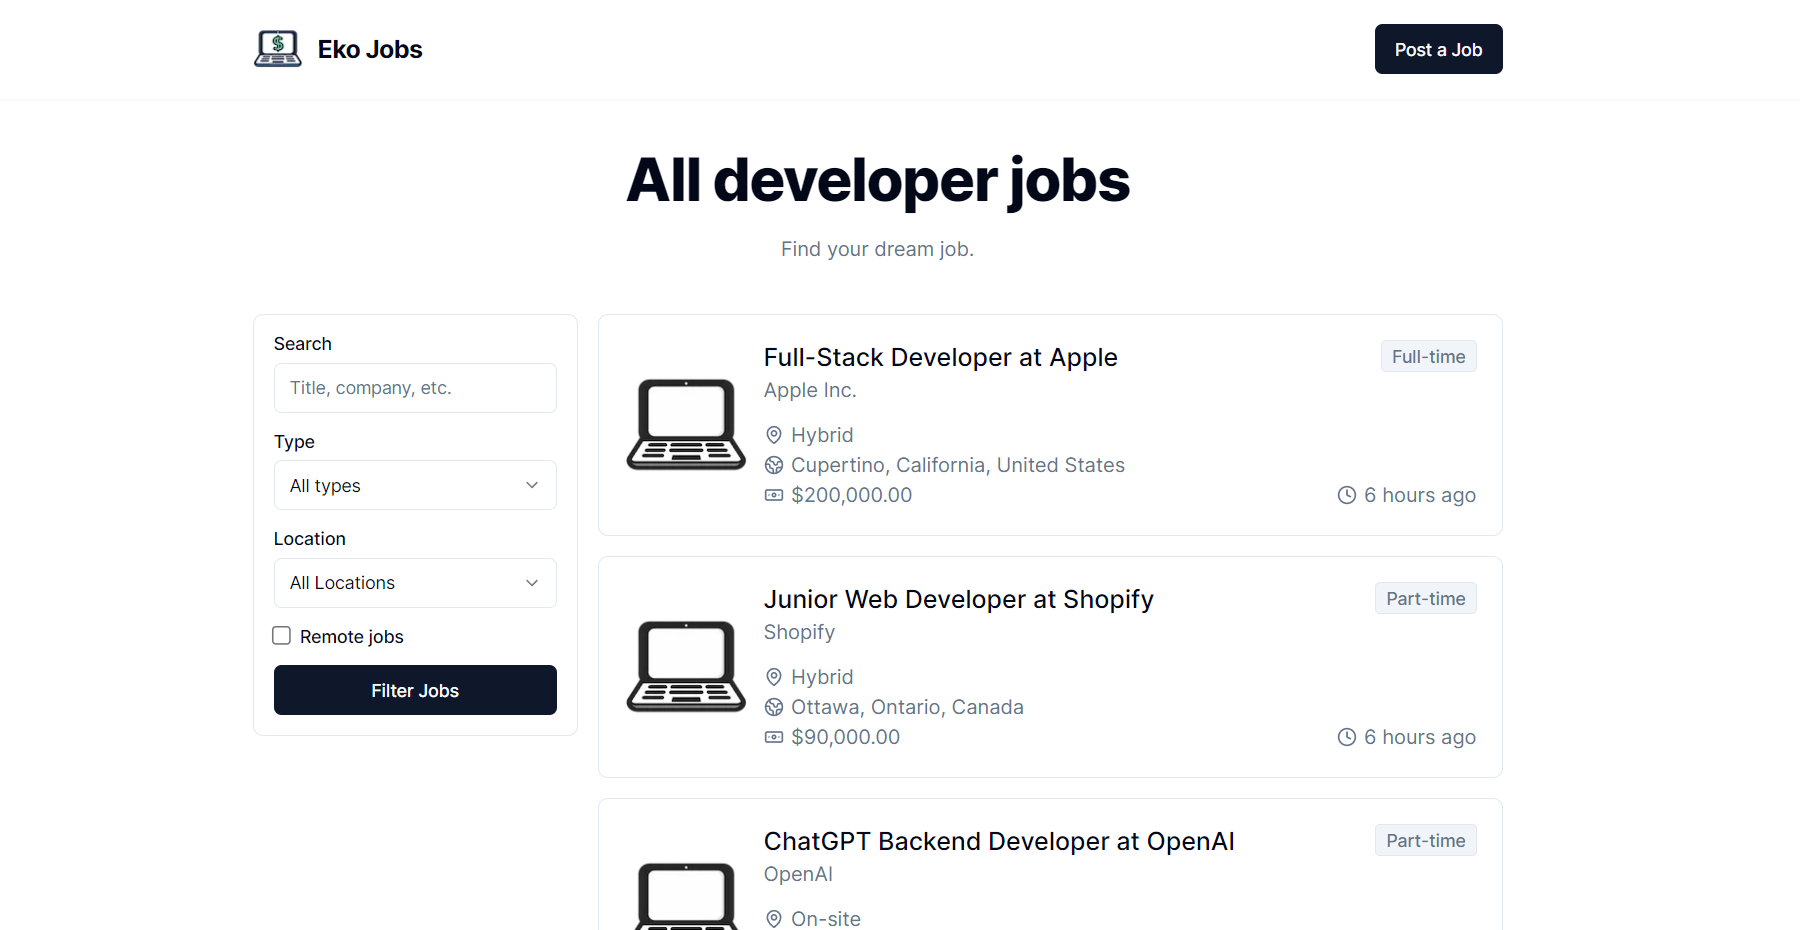 Eko Jobs
Post a Job
All developer jobs
Find your dream job.
Search
Title, company, etc.
Type
All types
Location
All Locations
Remote jobs
Filter Jobs
Full-Stack Developer at Apple
Full-time
Apple Inc.
Hybrid
Cupertino, California, United States
$200,000.00
6 hours ago
Junior Web Developer at Shopify
Part-time
Shopify
Hybrid
Ottawa, Ontario, Canada
$90,000.00
6 hours ago
ChatGPT Backend Developer at OpenAI
Part-time
OpenAI
On-site